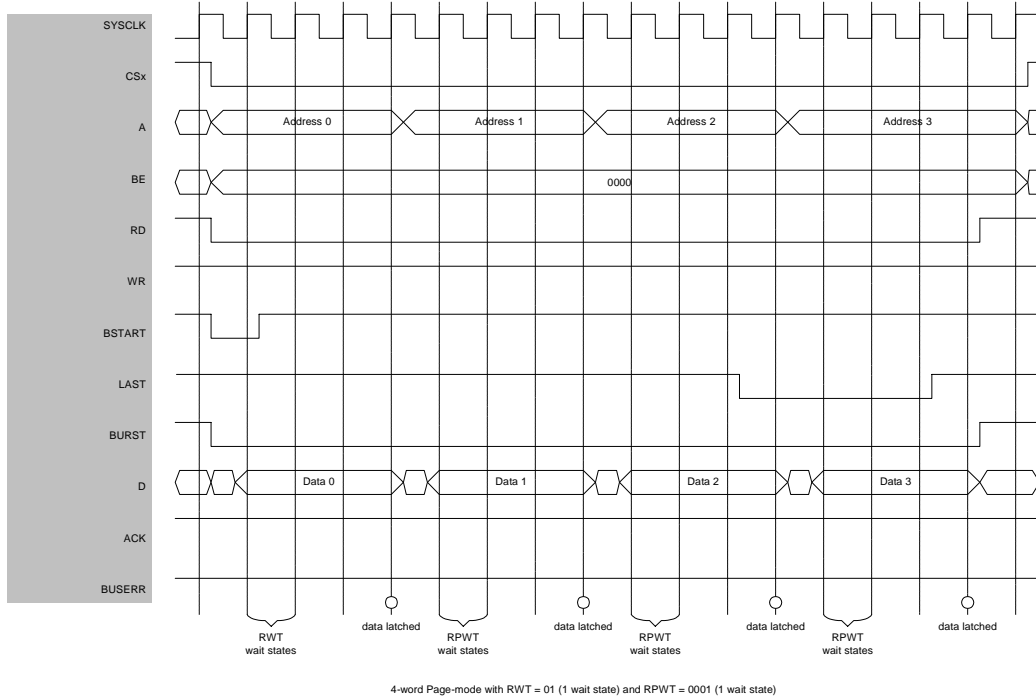 SYSCLK
CSx
A
Address 0 Address 1 Address 2 Address 3
BE
0000
RD
WR
BSTART
LAST
BURST
D
Data 0 Data 1 Data 2 Data 3
ACK
BUSERR
data latched data latched data latched data latched
RWT
wait states
RPWT
wait states
RPWT
wait states
RPWT
wait states
4-word Page-mode with RWT = 01 (1 wait state) and RPWT = 0001 (1 wait state)